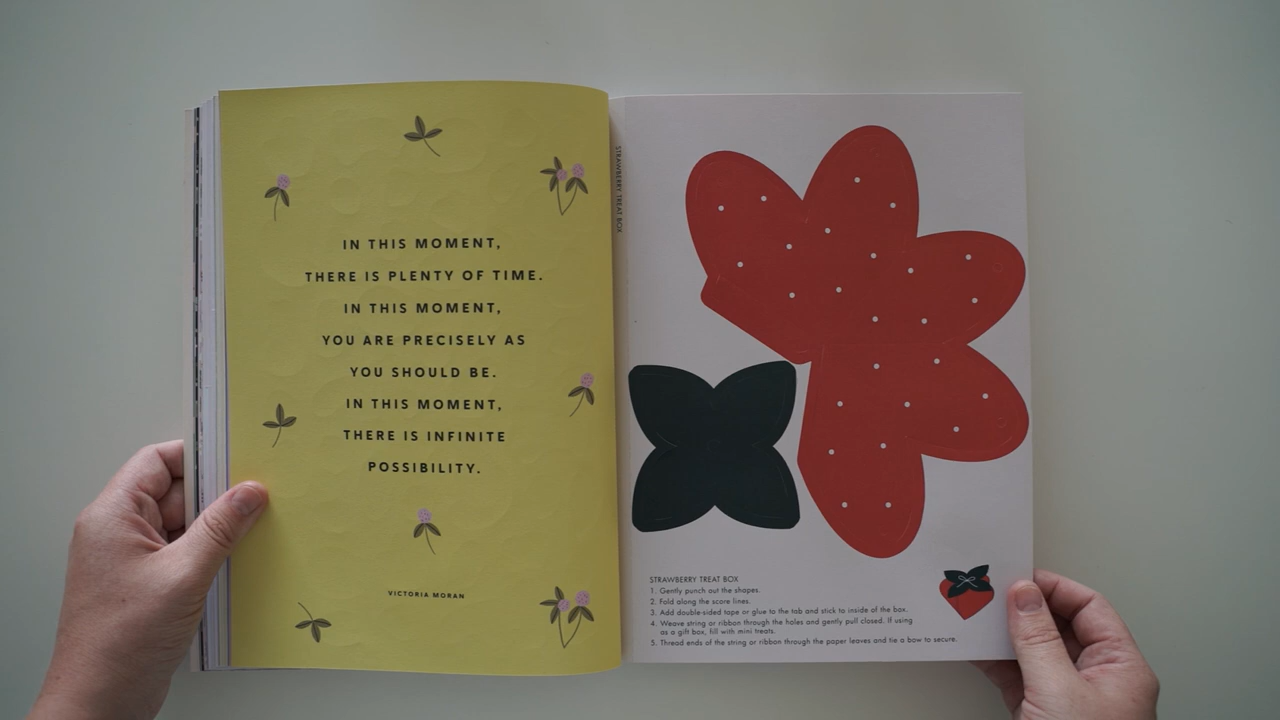 IN THIS MOMENT,
THERE IS PLENTY OF TIME.
IN THIS MOMENT,
YOU ARE PRECISELY AS
YOU SHOULD BE.
IN THIS MOMENT,
THERE IS INFINITE
POSSIBILITY.
VICTORIA MORAN
STRAWBERRY TREAT BOX
STRAWBERRY TREAT BOX
1. Gently punch out the shapes.
2. Fold along the score lines.
3. Add double-sided tape or glue to the tab and stick to inside of the box.
4. Weave string or ribbon through the holes and gently pull closed. If using
as a gift box, fill with mini treats.
5. Thread ends of the string or ribbon through the paper leaves and tie a bow to secure.